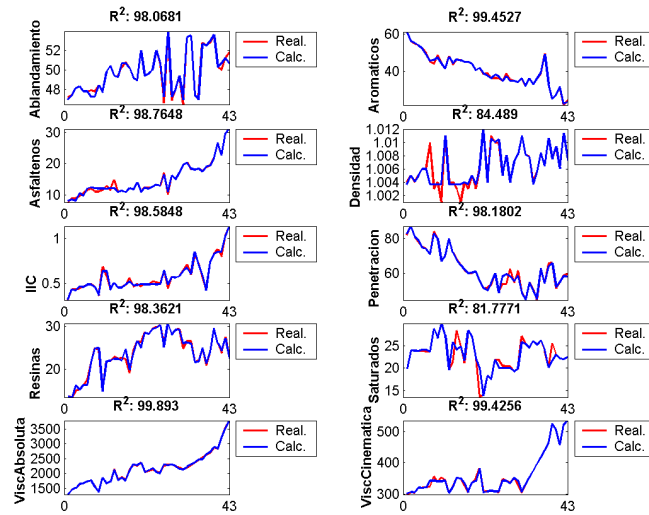 R²: 98.0681
Ablandamiento
52
50
48
0
43
Real.
Calc.
R²: 99.4527
Aromaticos
60
40
0
43
Real.
Calc.
R²: 98.7648
Asfaltenos
30
20
10
0
43
Real.
Calc.
R²: 84.489
Densidad
1.012
1.009
1.006
1.004
1.002
0
43
Real.
Calc.
R²: 98.5848
IIC
1
0.5
0
43
Real.
Calc.
R²: 98.1802
Penetracion
80
60
0
43
Real.
Calc.
R²: 98.3621
Resinas
30
20
0
43
Real.
Calc.
R²: 81.7771
Saturados
25
20
15
0
43
Real.
Calc.
R²: 99.893
ViscAbsoluta
3500
3000
2500
2000
1500
0
43
Real.
Calc.
R²: 99.4256
ViscCinematica
500
400
300
0
43
Real.
Calc.